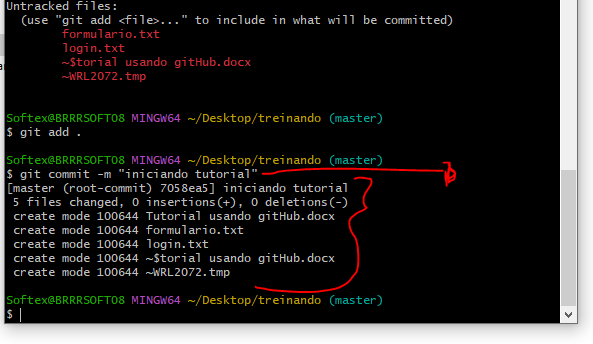 Untracked files:
(use "git add <file>..." to include in what will be committed)
formulario.txt
login.txt
~$torial usando gitHub.docx
~WRL2072.tmp
Softex@BRRRSOFT08 MINGW64 ~/Desktop/treinando (master)
$ git add .
Softex@BRRRSOFT08 MINGW64 ~/Desktop/treinando (master)
$ git commit -m "iniciando tutorial"
[master (root-commit) 7058ea5] iniciando tutorial
5 files changed, 0 insertions(+), 0 deletions(-)
create mode 100644 Tutorial usando gitHub.docx
create mode 100644 formulario.txt
create mode 100644 login.txt
create mode 100644 ~$torial usando gitHub.docx
create mode 100644 ~WRL2072.tmp
Softex@BRRRSOFT08 MINGW64 ~/Desktop/treinando (master)
$